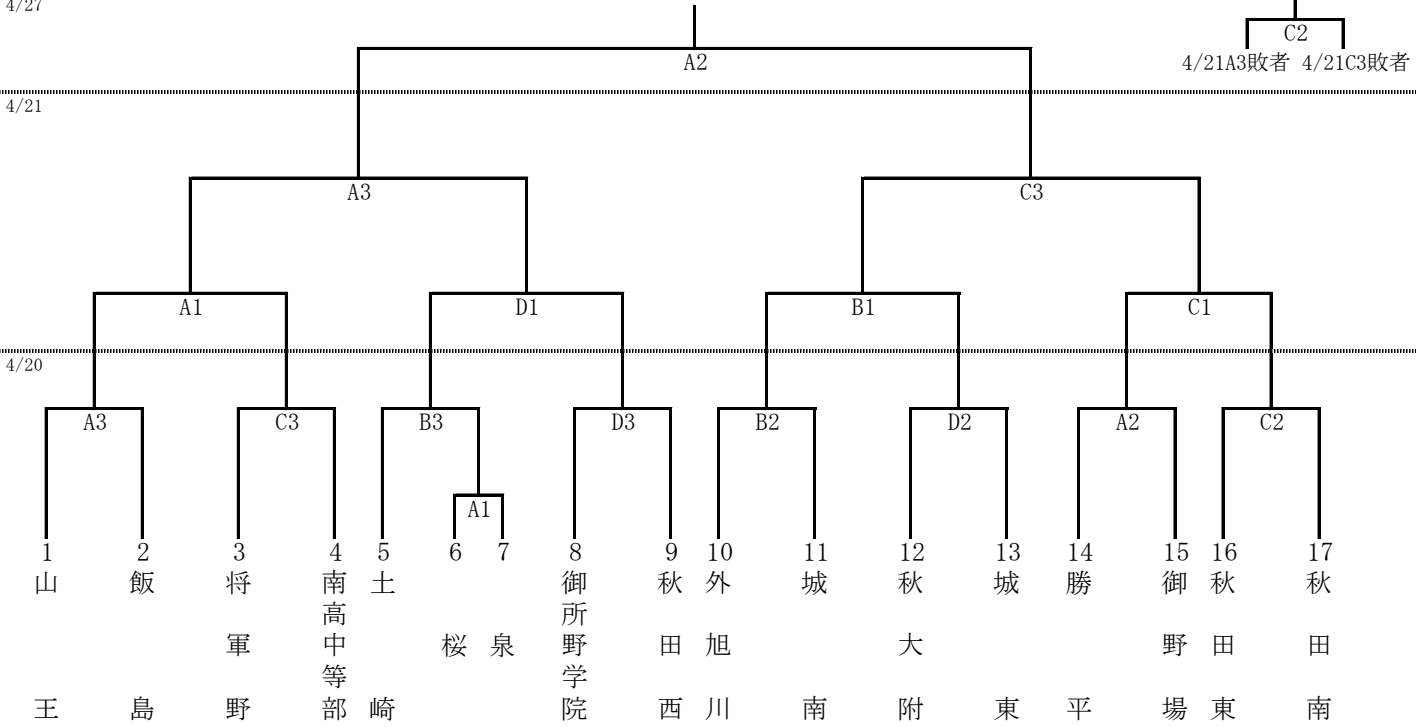 4/27
C2
A2
4/21A3敗者 4/21C3敗者
4/21
A3
C3
A1
D1
B1
C1
4/20
A3
C3
B3
D3
B2
D2
A2
C2
A1
1 山王
2 飯島
3 将軍野
4 南高中等部
5 土崎
6 桜
7 泉
8 御所野学院
9 秋田西
10 外旭川
11 城南
12 秋大附
13 城東
14 勝平
15 御野場
16 秋田東
17 秋田南